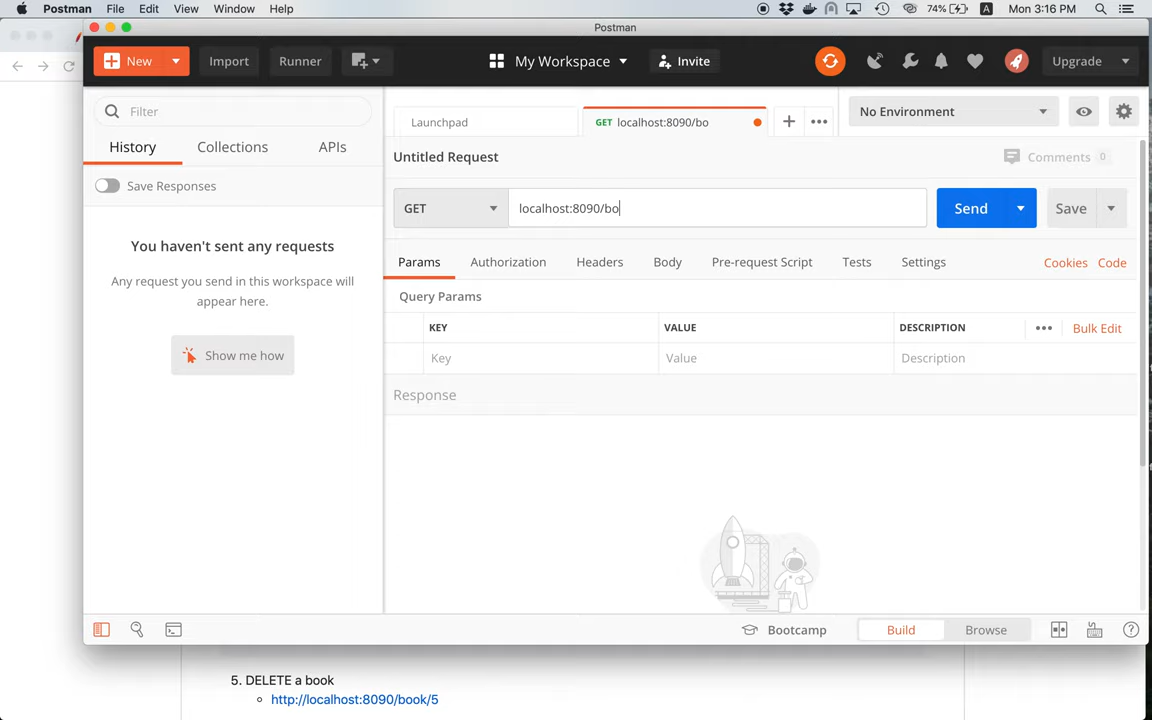 Postman File Edit View Window Help 74% A Mon 3:16 PM
Postman
New Import Runner My Workspace Invite Upgrade
Filter
Launchpad GET localhost:8090/bo No Environment
History Collections APIs
Untitled Request Comments 0
Save Responses
GET localhost:8090/bo Send Save
You haven't sent any requests
Any request you send in this workspace will
appear here.
Show me how
Params Authorization Headers Body Pre-request Script Tests Settings Cookies Code
Query Params
KEY VALUE DESCRIPTION Bulk Edit
Key Value Description
Response
Bootcamp Build Browse
5. DELETE a book
http://localhost:8090/book/5